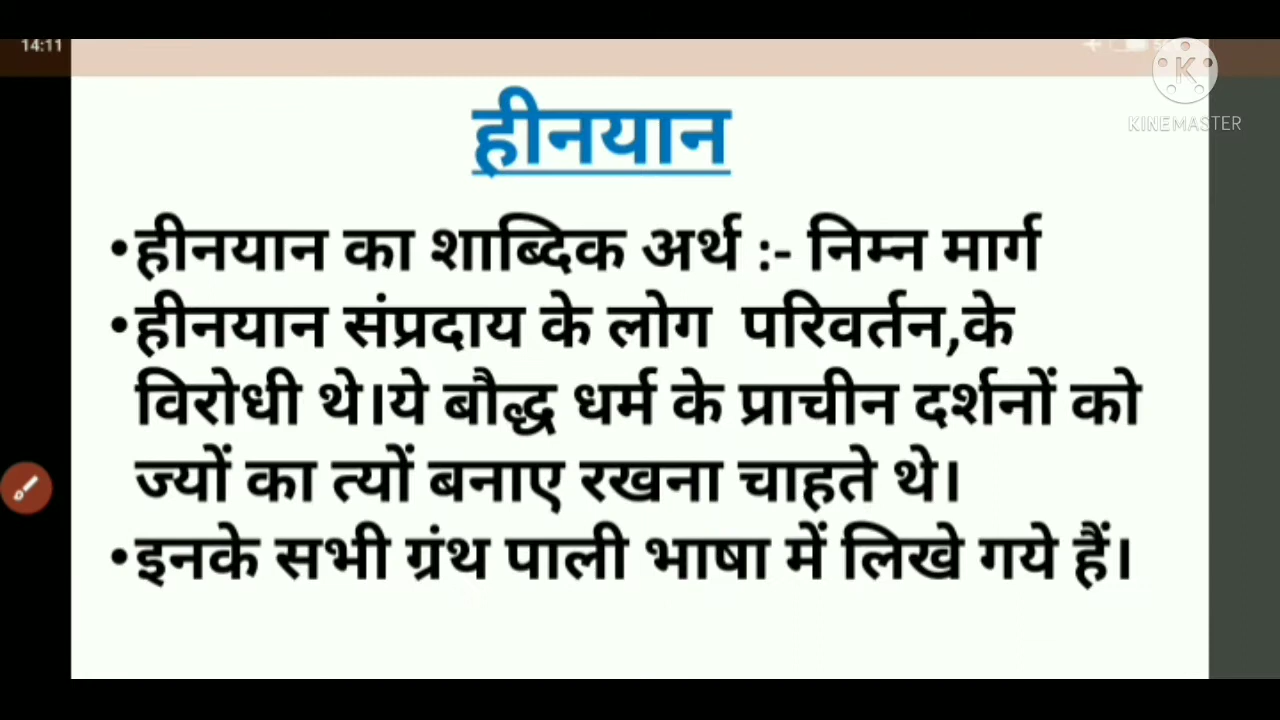 14:11
K
KINEMASTER
हीनयान
•हीनयान का शाब्दिक अर्थ :- निम्न मार्ग
•हीनयान संप्रदाय के लोग परिवर्तन,के
विरोधी थे।ये बौद्ध धर्म के प्राचीन दर्शनों को
ज्यों का त्यों बनाए रखना चाहते थे।
•इनके सभी ग्रंथ पाली भाषा में लिखे गये हैं।